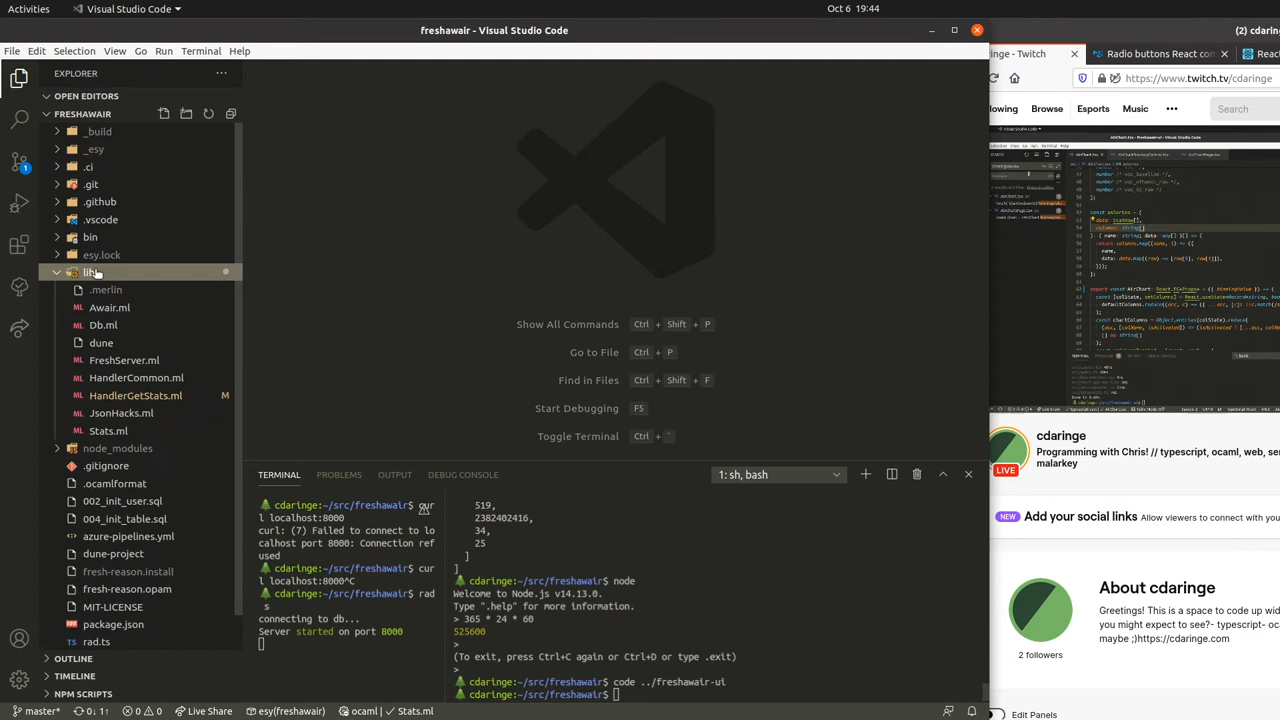 Activities
Visual Studio Code
Oct 6 19:44
freshawair - Visual Studio Code
File Edit Selection View Go Run Terminal Help
EXPLORER
OPEN EDITORS
FRESHAWAIR
_build
_esy
.ci
.git
.github
.vscode
bin
esy.lock
lib
.merlin
Awair.ml
Db.ml
dune
FreshServer.ml
HandlerCommon.ml
HandlerGetStats.ml M
JsonHacks.ml
Stats.ml
node_modules
.gitignore
.ocamlformat
002_init_user.sql
004_init_table.sql
azure-pipelines.yml
dune-project
fresh-reason.install
fresh-reason.opam
MIT-LICENSE
package.json
rad.ts
OUTLINE
TIMELINE
NPM SCRIPTS
Show All Commands Ctrl + Shift + P
Go to File Ctrl + P
Find in Files Ctrl + Shift + F
Start Debugging F5
Toggle Terminal Ctrl + `
TERMINAL PROBLEMS OUTPUT DEBUG CONSOLE
1: sh, bash
cdaringe:~/src/freshawair$ cur
l localhost:8000
curl: (7) Failed to connect to lo
calhost port 8000: Connection ref
used
cdaringe:~/src/freshawair$ cur
l localhost:8000^C
cdaringe:~/src/freshawair$ rad
s
connecting to db...
Server started on port 8000
519,
2382402416,
34,
25
]
]
cdaringe:~/src/freshawair$ node
Welcome to Node.js v14.13.0.
Type ".help" for more information.
> 365 * 24 * 60
525600
>
(To exit, press Ctrl+C again or Ctrl+D or type .exit)
>
cdaringe:~/src/freshawair$ code ../freshawair-ui
cdaringe:~/src/freshawair$
master* 0↓ 1↑ 0 0 Live Share esy(freshawair) ocaml Stats.ml
(2) cdaring
inge - Twitch
Radio buttons React com
React
https://www.twitch.tv/cdaringe
lowing Browse Esports Music
Search
cdaringe
LIVE
Programming with Chris! // typescript, ocaml, web, ser
malarkey
NEW Add your social links Allow viewers to connect with you
About cdaringe
Greetings! This is a space to code up wid
you might expect to see?- typescript- oca
maybe ;)https://cdaringe.com
2 followers
Edit Panels